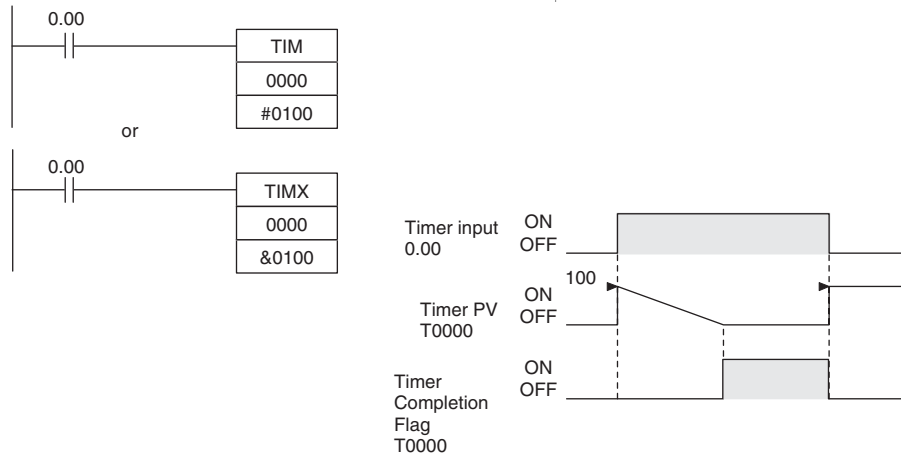 0.00
TIM
0000
#0100
or
0.00
TIMX
0000
&0100
Timer input
0.00
ON
OFF
100
Timer PV
T0000
ON
OFF
Timer
Completion
Flag
T0000
ON
OFF